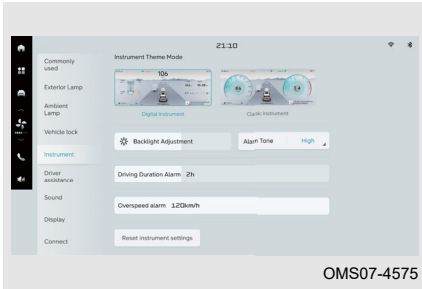 21:10
Commonly
used
Exterior Lamp
Ambient
Lamp
Vehicle lock
Instrument
Driver
assistance
Sound
Display
Connect
Instrument Theme Mode
106
Digital Instrument
Classic Instrument
Backlight Adjustment
Alarm Tone High
Driving Duration Alarm 2h
Overspeed alarm 120km/h
Reset instrument settings
OMS07-4575